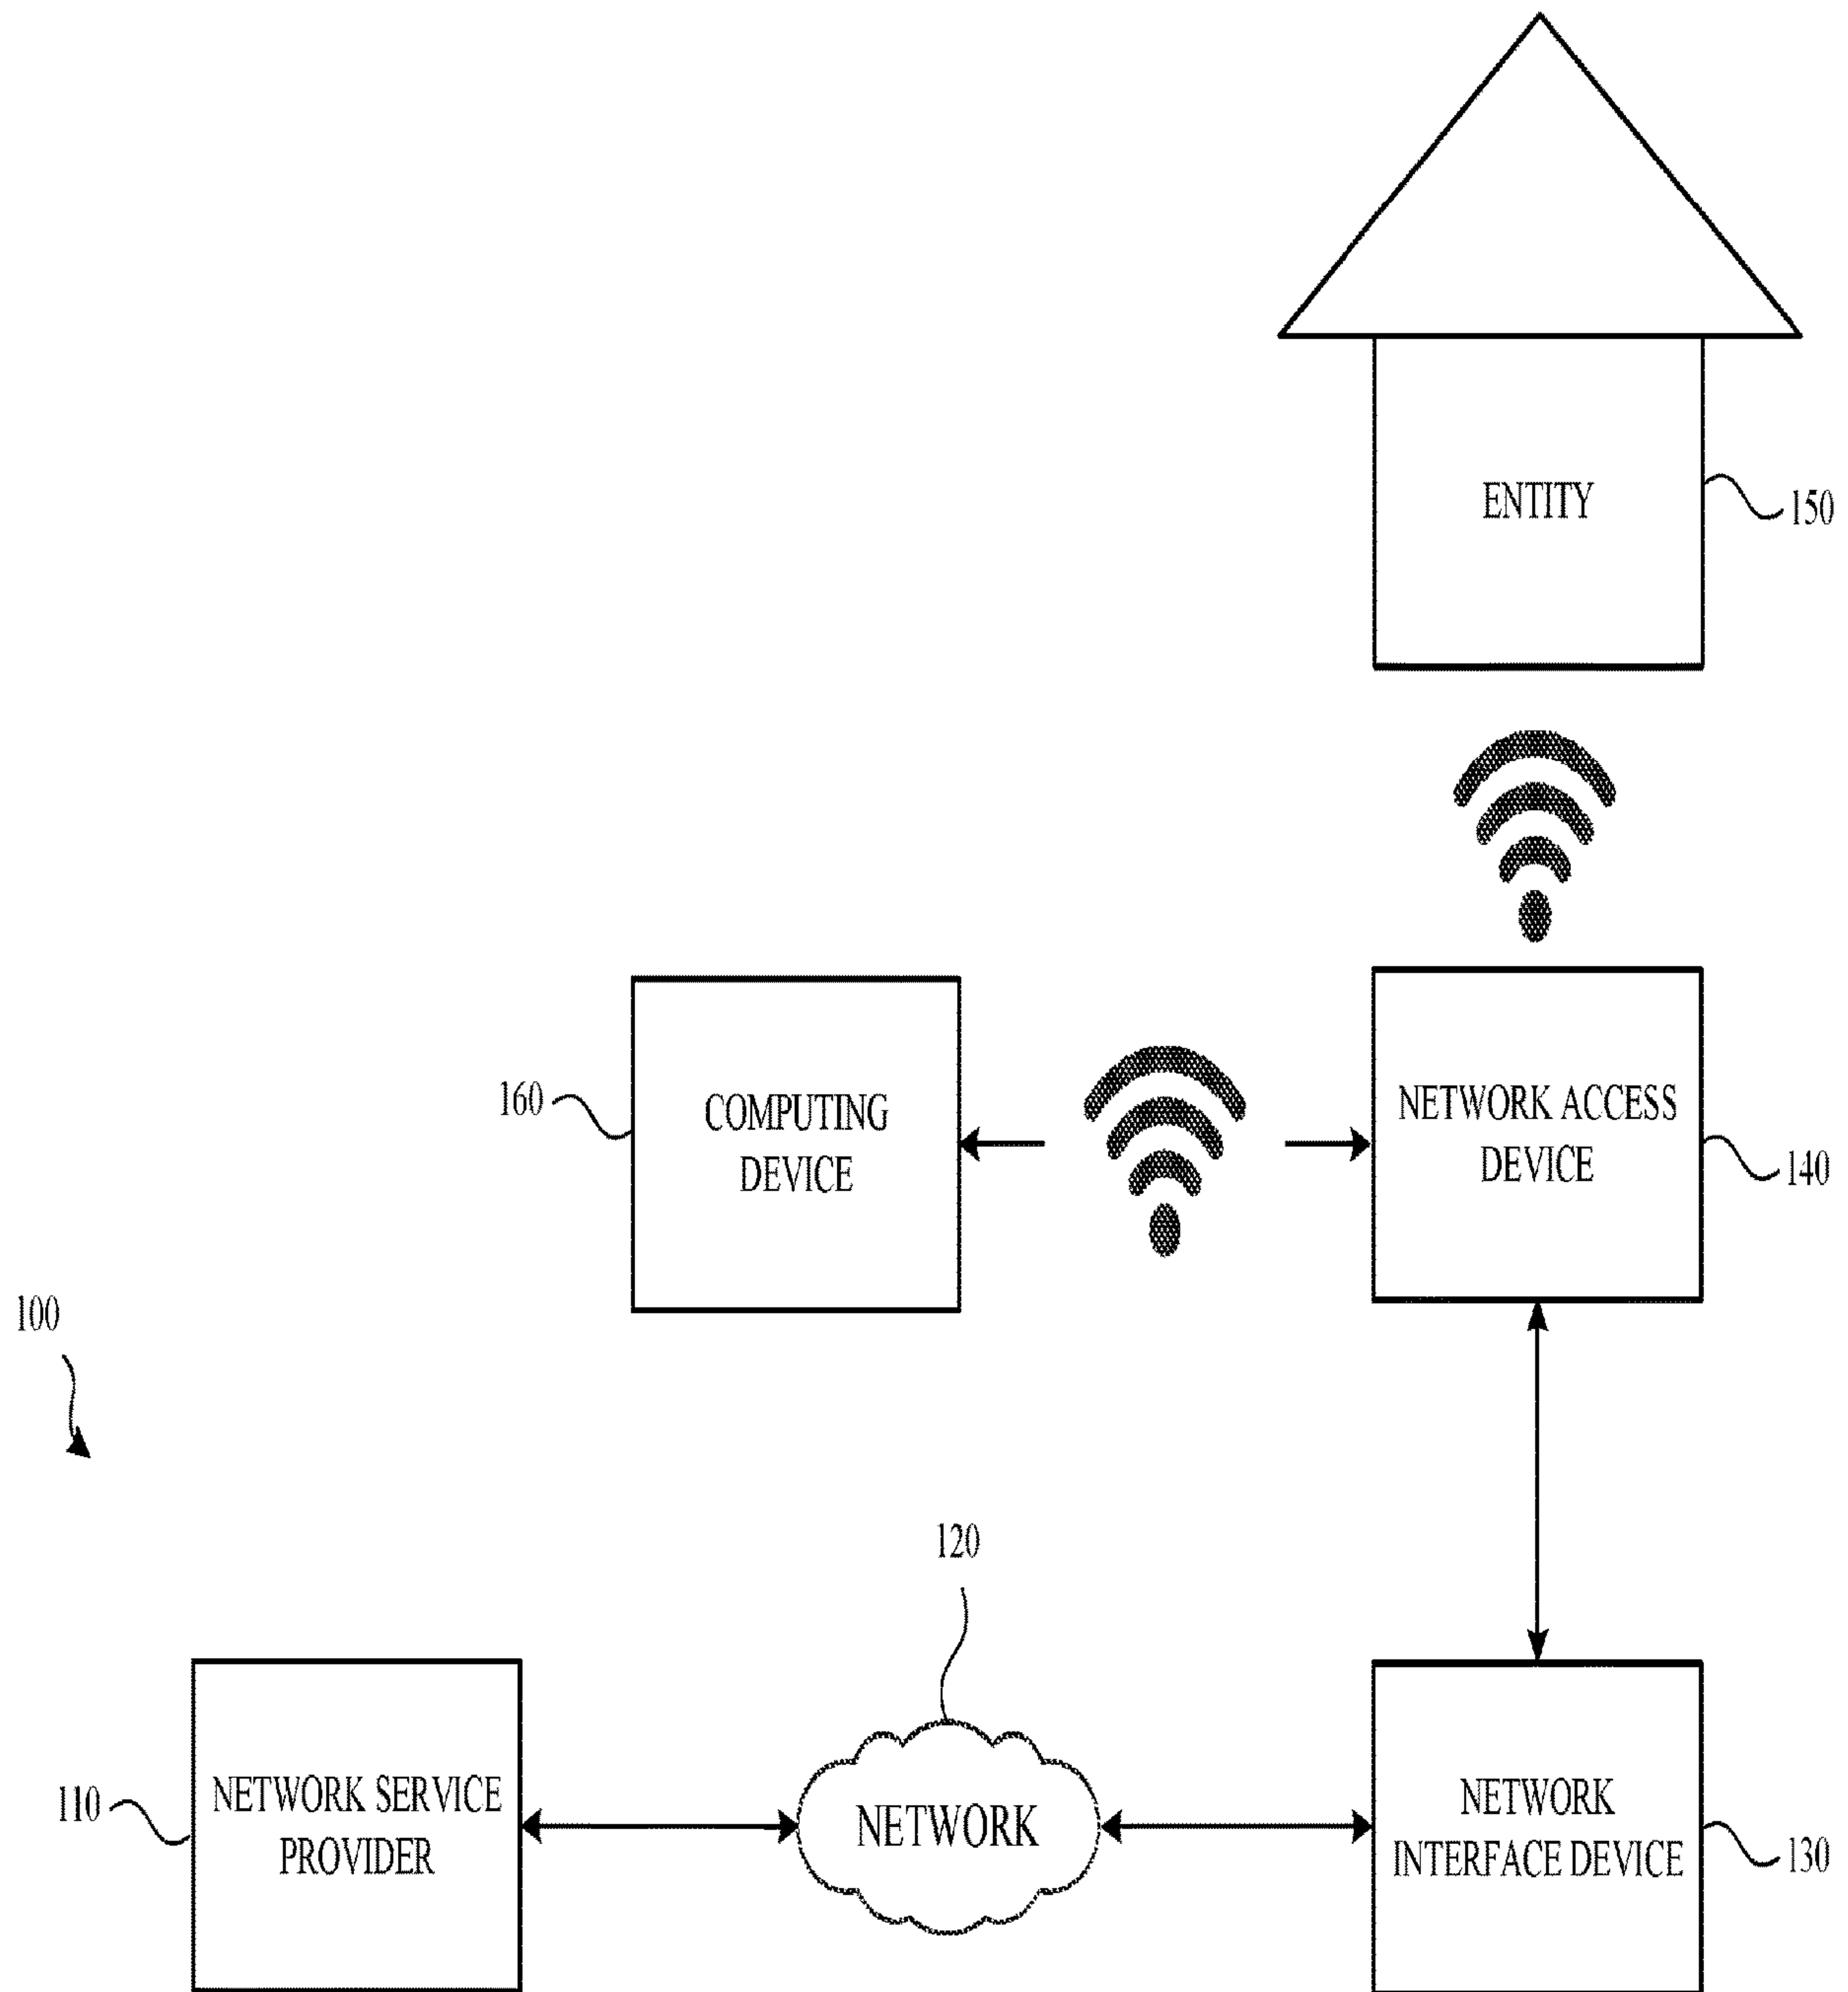 ENTITY
150
160
COMPUTING
DEVICE
NETWORK ACCESS
DEVICE
140
100
120
110
NETWORK SERVICE
PROVIDER
NETWORK
NETWORK
INTERFACE DEVICE
130